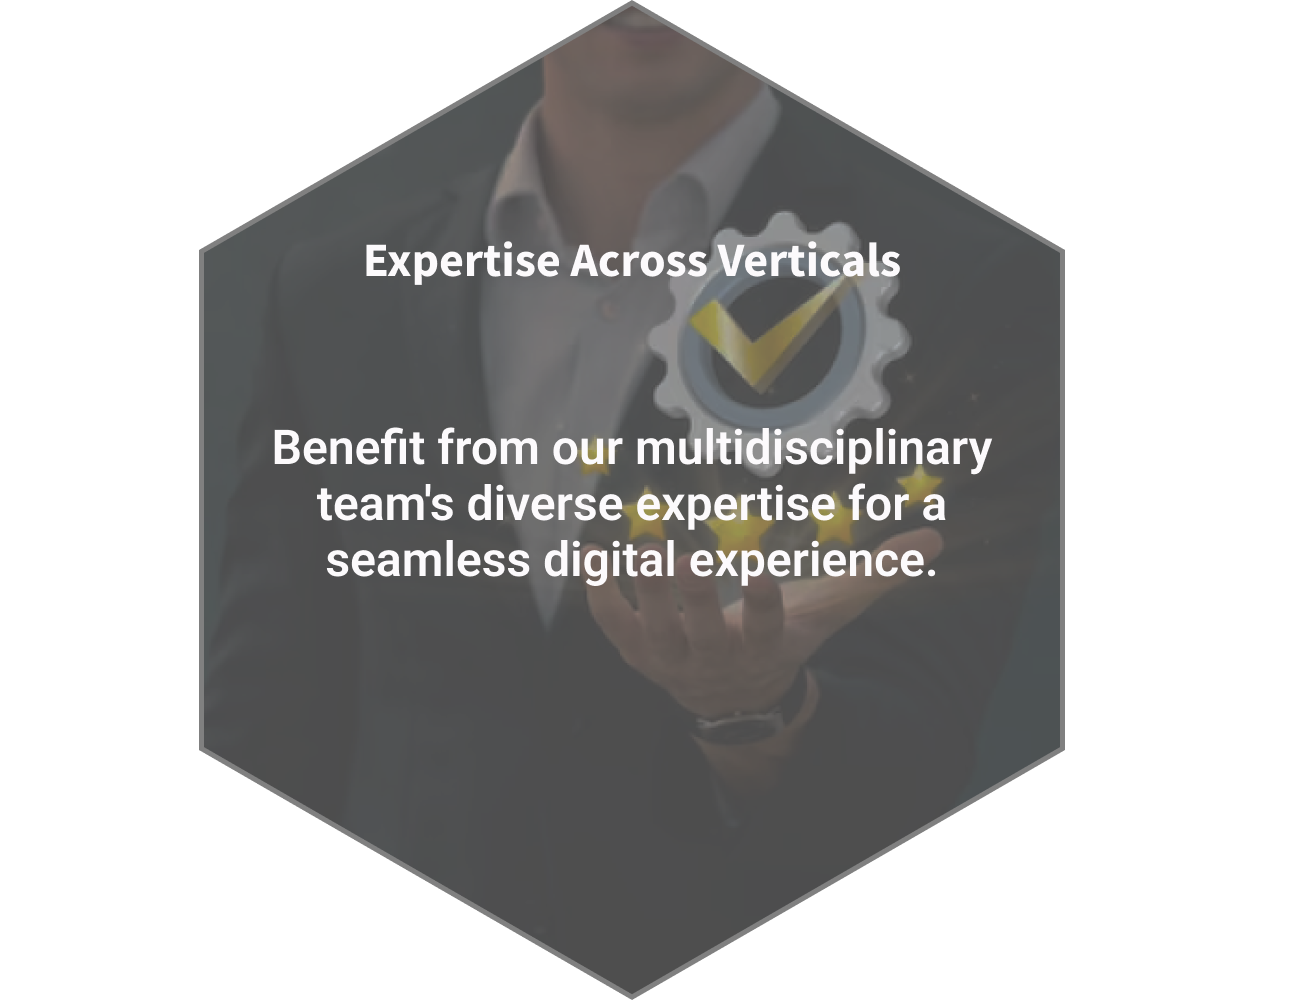 Expertise Across Verticals
Benefit from our multidisciplinary
team's diverse expertise for a
seamless digital experience.